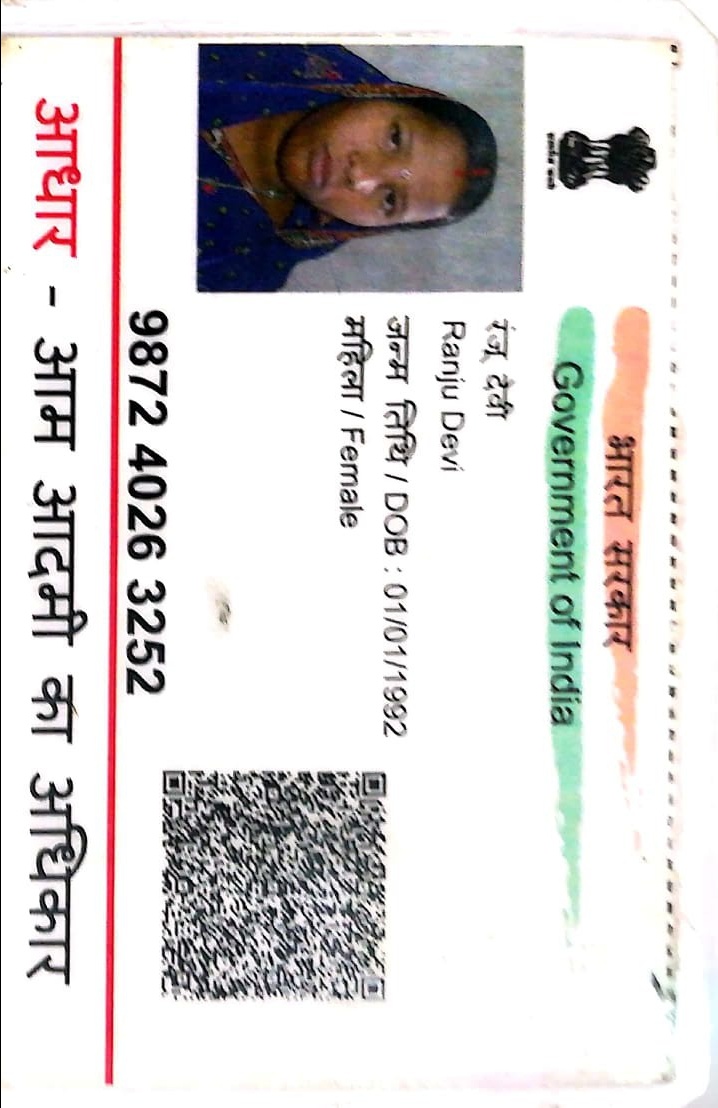 भारत सरकार
Government of India
रंजू देवी
Ranju Devi
जन्म तिथि / DOB : 01/01/1992
महिला / Female
9872 4026 3252
आधार - आम आदमी का अधिकार